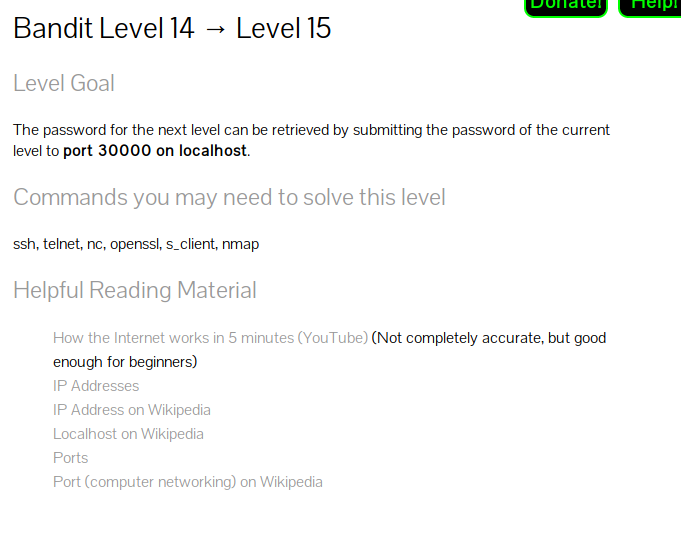 Donate!
Help!
Bandit Level 14 → Level 15
Level Goal
The password for the next level can be retrieved by submitting the password of the current
level to port 30000 on localhost.
Commands you may need to solve this level
ssh, telnet, nc, openssl, s_client, nmap
Helpful Reading Material
How the Internet works in 5 minutes (YouTube) (Not completely accurate, but good
enough for beginners)
IP Addresses
IP Address on Wikipedia
Localhost on Wikipedia
Ports
Port (computer networking) on Wikipedia